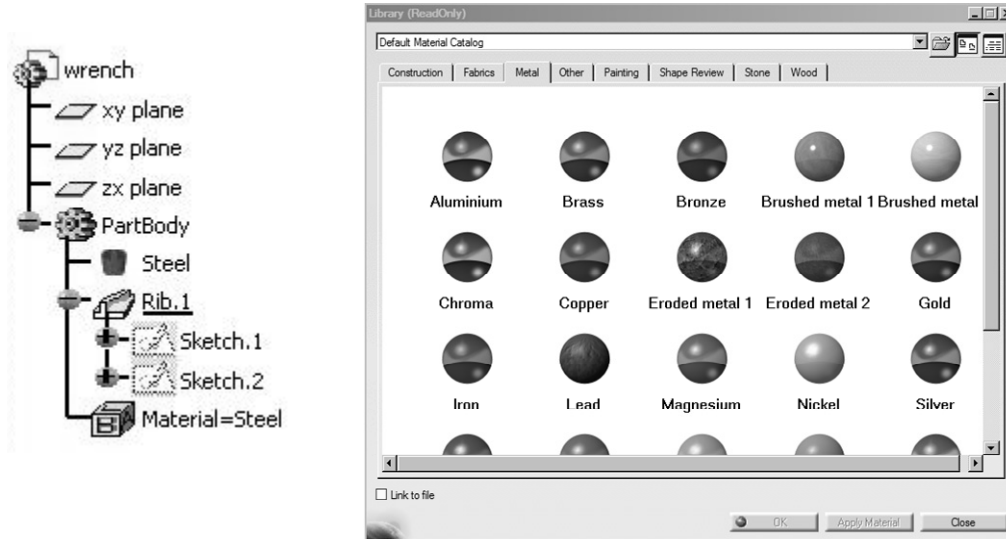 wrench
xy plane
yz plane
zx plane
PartBody
Steel
Rib.1
Sketch.1
Sketch.2
Material=Steel
Library (ReadOnly)
Default Material Catalog
Construction Fabrics Metal Other Painting Shape Review Stone Wood
Aluminium Brass Bronze Brushed metal 1 Brushed metal
Chroma Copper Eroded metal 1 Eroded metal 2 Gold
Iron Lead Magnesium Nickel Silver
Link to file
OK Apply Material Close